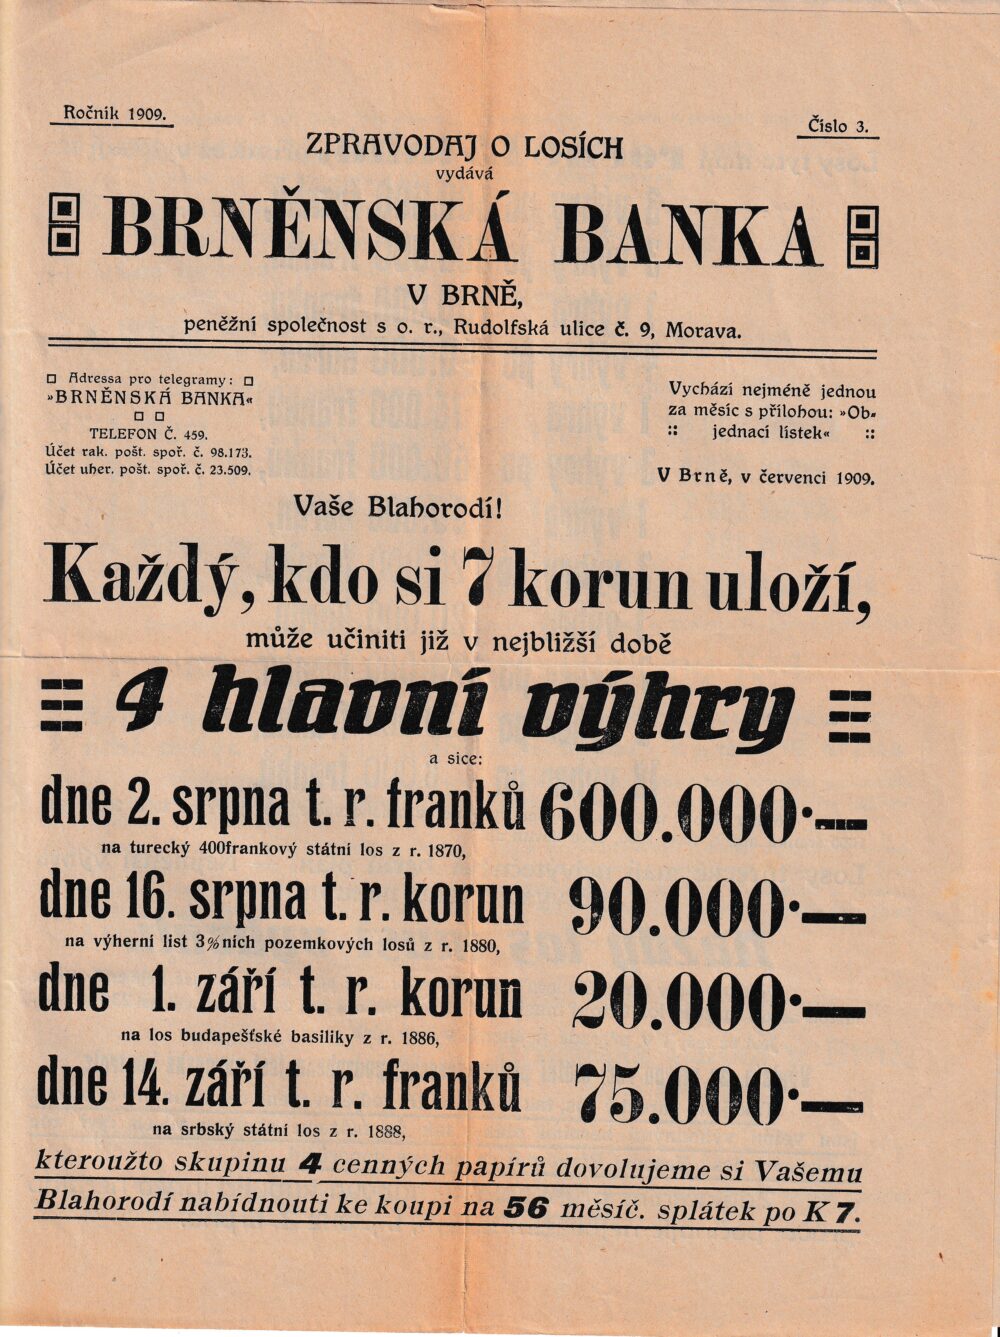 Ročník 1909.
Číslo 3.
ZPRAVODAJ O LOSÍCH
vydává
BRNĚNSKÁ BANKA
V BRNĚ,
peněžní společnost s o. r., Rudolfská ulice č. 9, Morava.
Adressa pro telegramy:
»BRNĚNSKÁ BANKA«
TELEFON Č. 459.
Účet rak. pošt. spoř. č. 98.173.
Účet uher. pošt. spoř. č. 23.509.
Vychází nejméně jednou
za měsíc s přílohou: »Ob-
:: jednací lístek« ::
V Brně, v červenci 1909.
Vaše Blahorodí!
Každý, kdo si 7 korun uloží,
může učiniti již v nejbližší době
4 hlavní výhry
a sice:
dne 2. srpna t. r. franků 600.000·—
na turecký 400frankový státní los z r. 1870,
dne 16. srpna t. r. korun 90.000·—
na výherní list 3%ních pozemkových losů z r. 1880,
dne 1. září t. r. korun 20.000·—
na los budapešťské basiliky z r. 1886,
dne 14. září t. r. franků 75.000·—
na srbský státní los z r. 1888,
kteroužto skupinu 4 cenných papírů dovolujeme si Vašemu
Blahorodí nabídnouti ke koupi na 56 měsíč. splátek po K 7.